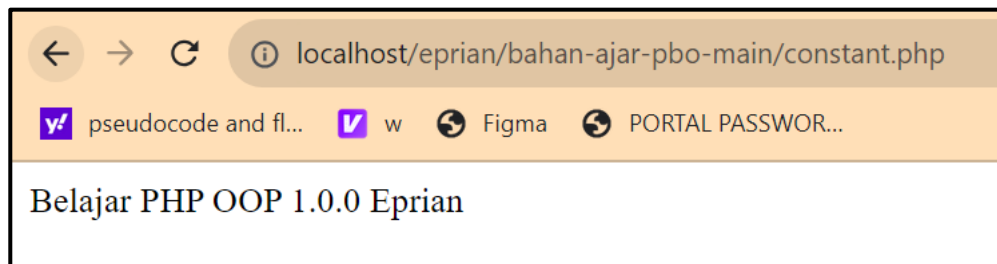 localhost/eprian/bahan-ajar-pbo-main/constant.php
y! pseudocode and fl... V w Figma PORTAL PASSWOR...
Belajar PHP OOP 1.0.0 Eprian